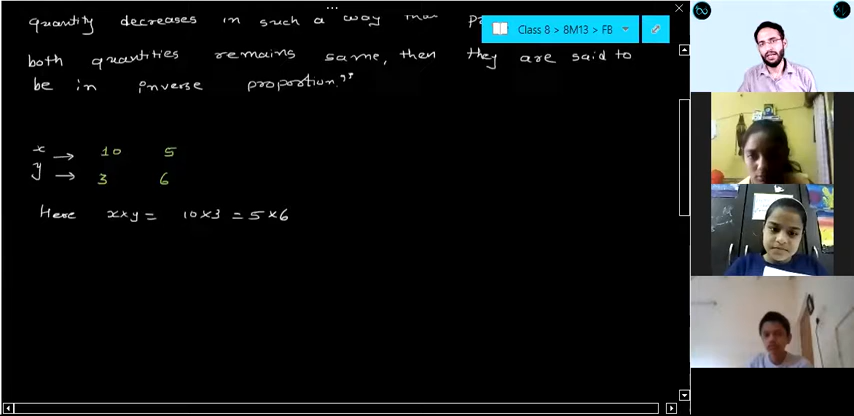 quantity decreases in such a way that
Class 8 > 8M13 > FB
both quantities remains same, then they are said to
be in inverse proportion."
x → 10 5
y → 3 6
Here x×y = 10×3 = 5×6